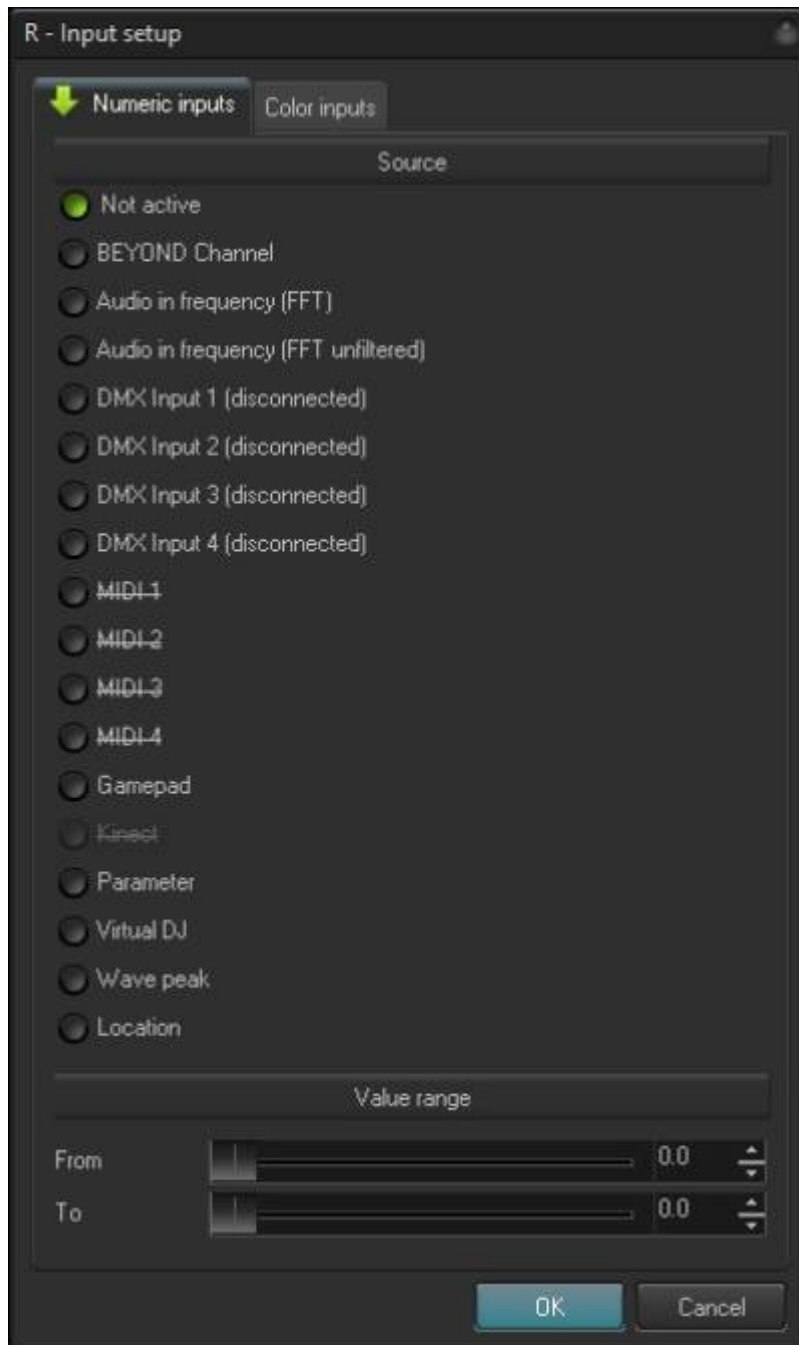 R - Input setup
Numeric inputs
Color inputs
Source
Not active
BEYOND Channel
Audio in frequency (FFT)
Audio in frequency (FFT unfiltered)
DMX Input 1 (disconnected)
DMX Input 2 (disconnected)
DMX Input 3 (disconnected)
DMX Input 4 (disconnected)
MIDI 1
MIDI 2
MIDI 3
MIDI 4
Gamepad
Kinect
Parameter
Virtual DJ
Wave peak
Location
Value range
From 0.0
To 0.0
OK Cancel